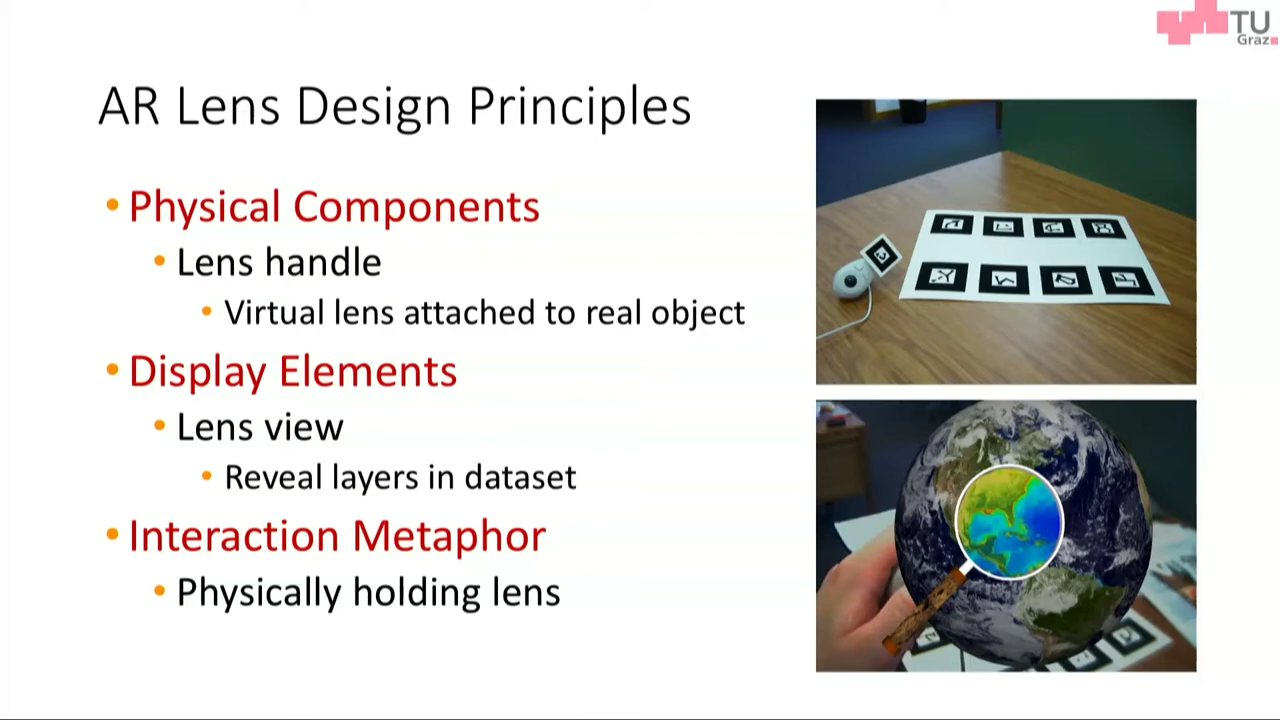 TU
Graz
AR Lens Design Principles
• Physical Components
• Lens handle
• Virtual lens attached to real object
• Display Elements
• Lens view
• Reveal layers in dataset
• Interaction Metaphor
• Physically holding lens